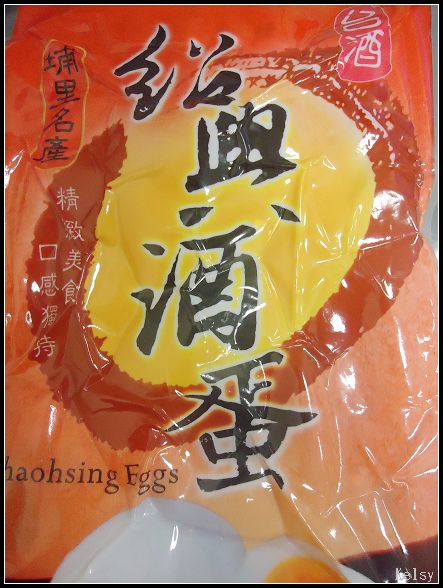 台酒
紹興酒蛋
埔里名產
精緻美食
口感獨特
haohsing Eggs
kelsy